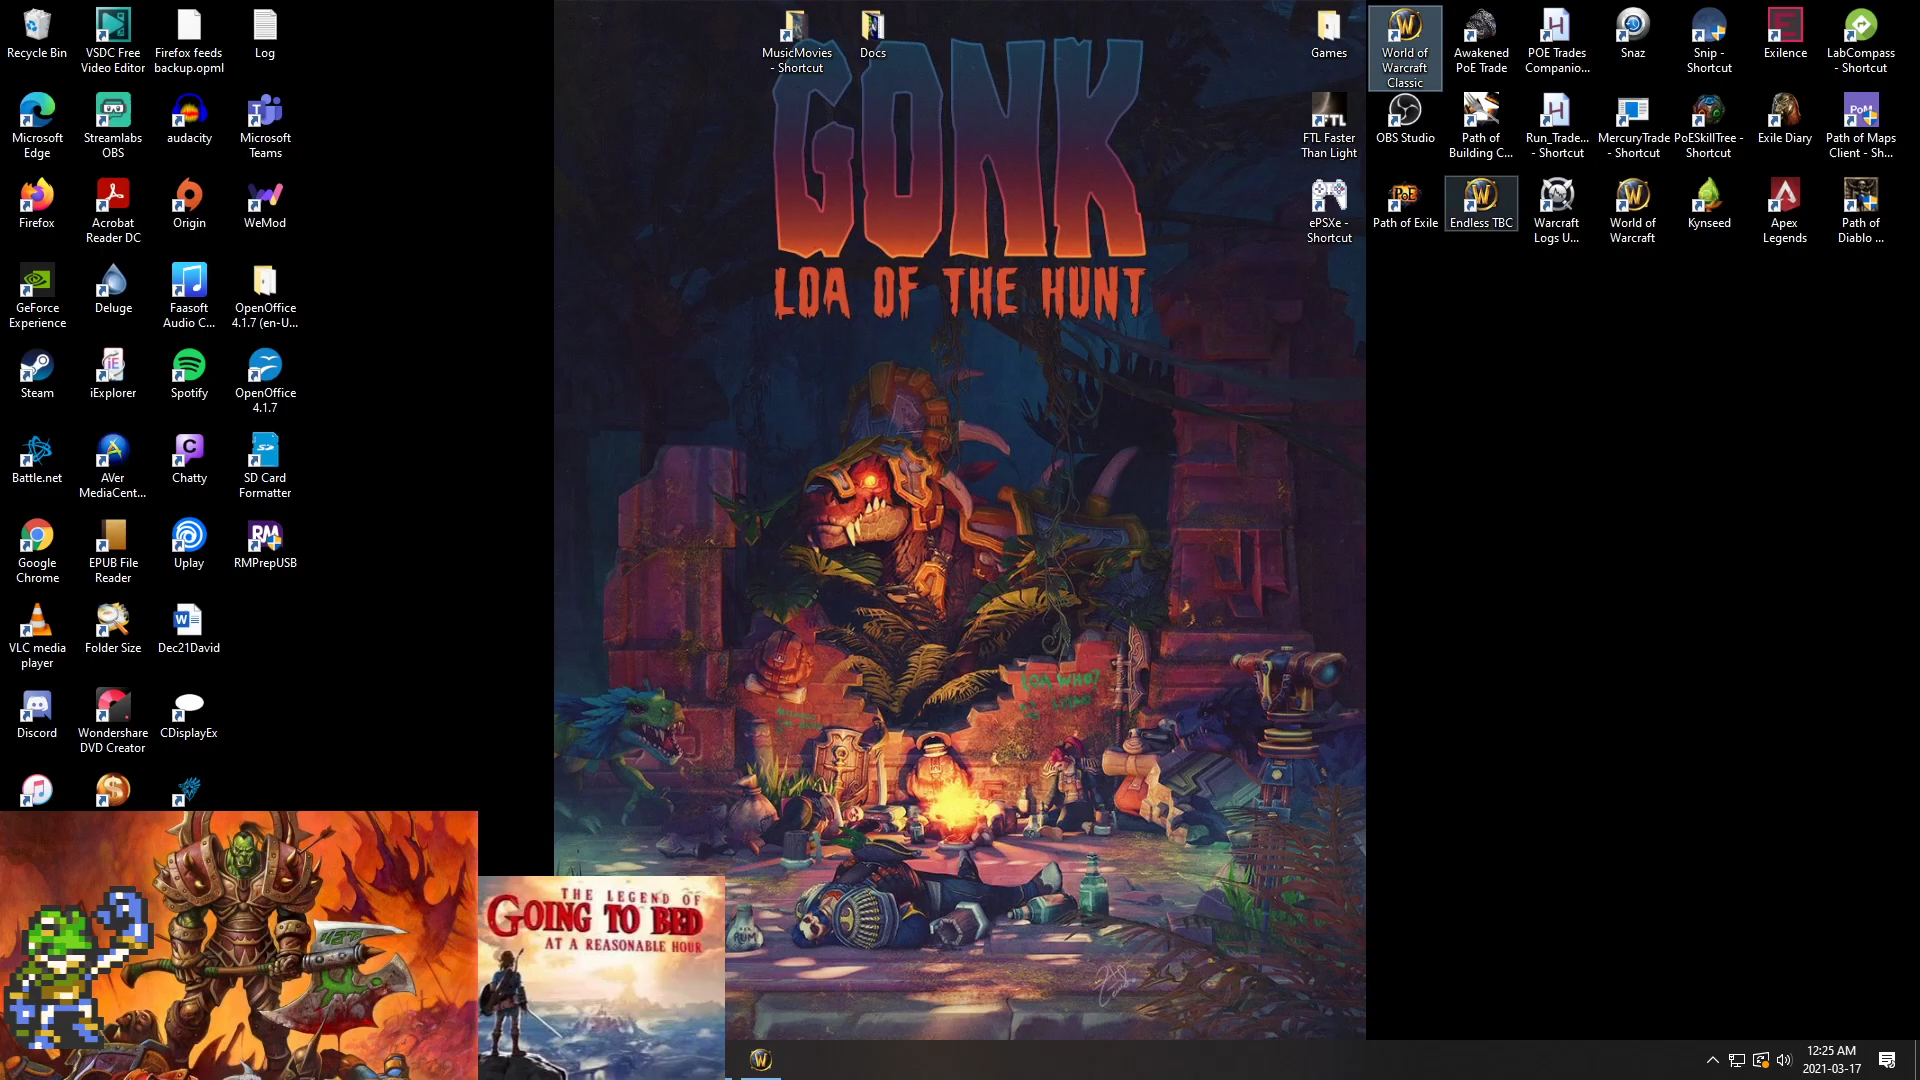 Recycle Bin
VSDC Free
Video Editor
Firefox feeds
backup.opml
Log
MusicMovies
- Shortcut
Docs
Games
World of
Warcraft
Classic
Awakened
PoE Trade
POE Trades
Companio...
Snaz
Snip -
Shortcut
Exilence
LabCompass
- Shortcut
GONK
LOA OF THE HUNT
Microsoft
Edge
Streamlabs
OBS
audacity
Microsoft
Teams
FTL
FTL Faster
Than Light
OBS Studio
Path of
Building C...
Run_Trade...
- Shortcut
MercuryTrade
- Shortcut
PoESkillTree -
Shortcut
Exile Diary
PoM
Path of Maps
Client - Sh...
Firefox
Acrobat
Reader DC
Origin
WeMod
ePSXe -
Shortcut
Path of Exile
Endless TBC
Warcraft
Logs U...
World of
Warcraft
Kynseed
Apex
Legends
Path of
Diablo ...
GeForce
Experience
Deluge
Faasoft
Audio C...
OpenOffice
4.1.7 (en-U...
Steam
iExplorer
Spotify
OpenOffice
4.1.7
Battle.net
AVer
MediaCent...
Chatty
SD Card
Formatter
Google
Chrome
EPUB File
Reader
Uplay
RM
RMPrepUSB
VLC media
player
Folder Size
Dec21David
LOA WHO?
Discord
Wondershare
DVD Creator
CDisplayEx
THE LEGEND OF
GOING TO BED
AT A REASONABLE HOUR
RUM
12:25 AM
2021-03-17